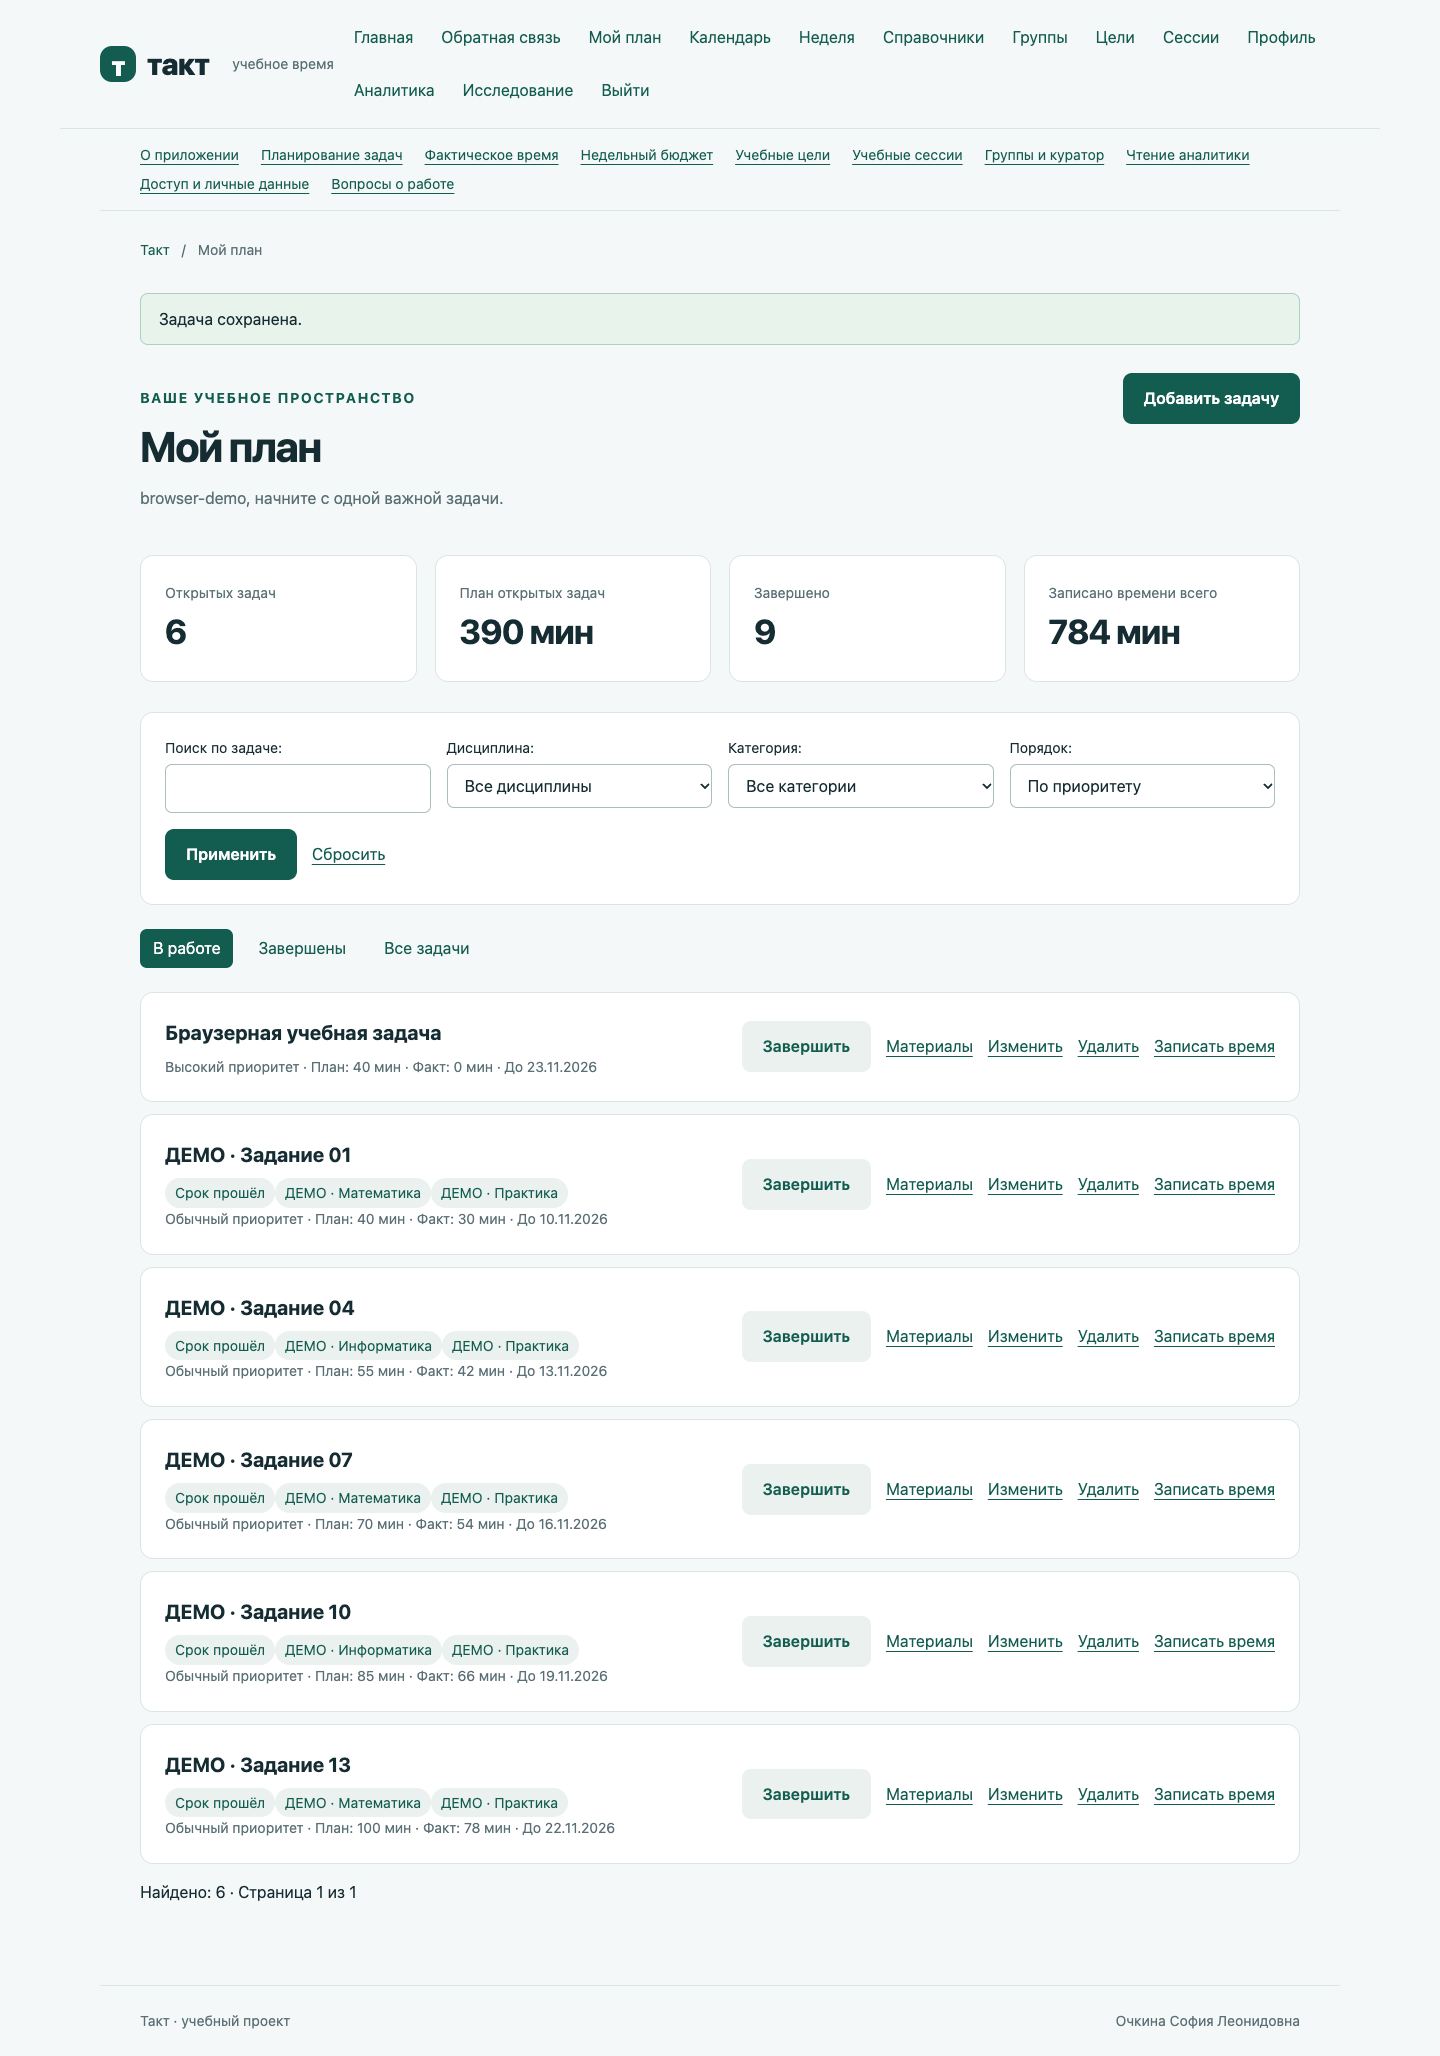 т такт учебное время
Главная Обратная связь Мой план Календарь Неделя Справочники Группы Цели Сессии Профиль
Аналитика Исследование Выйти
О приложении Планирование задач Фактическое время Недельный бюджет Учебные цели Учебные сессии Группы и куратор Чтение аналитики
Доступ и личные данные Вопросы о работе
Такт / Мой план
Задача сохранена.
ВАШЕ УЧЕБНОЕ ПРОСТРАНСТВО
Добавить задачу
Мой план
browser-demo, начните с одной важной задачи.
Открытых задач План открытых задач Завершено Записано времени всего
6 390 мин 9 784 мин
Поиск по задаче: Дисциплина: Категория: Порядок:
Все дисциплины Все категории По приоритету
Применить Сбросить
В работе Завершены Все задачи
Браузерная учебная задача
Высокий приоритет · План: 40 мин · Факт: 0 мин · До 23.11.2026
Завершить Материалы Изменить Удалить Записать время
ДЕМО · Задание 01
Срок прошёл ДЕМО · Математика ДЕМО · Практика
Обычный приоритет · План: 40 мин · Факт: 30 мин · До 10.11.2026
Завершить Материалы Изменить Удалить Записать время
ДЕМО · Задание 04
Срок прошёл ДЕМО · Информатика ДЕМО · Практика
Обычный приоритет · План: 55 мин · Факт: 42 мин · До 13.11.2026
Завершить Материалы Изменить Удалить Записать время
ДЕМО · Задание 07
Срок прошёл ДЕМО · Математика ДЕМО · Практика
Обычный приоритет · План: 70 мин · Факт: 54 мин · До 16.11.2026
Завершить Материалы Изменить Удалить Записать время
ДЕМО · Задание 10
Срок прошёл ДЕМО · Информатика ДЕМО · Практика
Обычный приоритет · План: 85 мин · Факт: 66 мин · До 19.11.2026
Завершить Материалы Изменить Удалить Записать время
ДЕМО · Задание 13
Срок прошёл ДЕМО · Математика ДЕМО · Практика
Обычный приоритет · План: 100 мин · Факт: 78 мин · До 22.11.2026
Завершить Материалы Изменить Удалить Записать время
Найдено: 6 · Страница 1 из 1
Такт · учебный проект
Очкина София Леонидовна